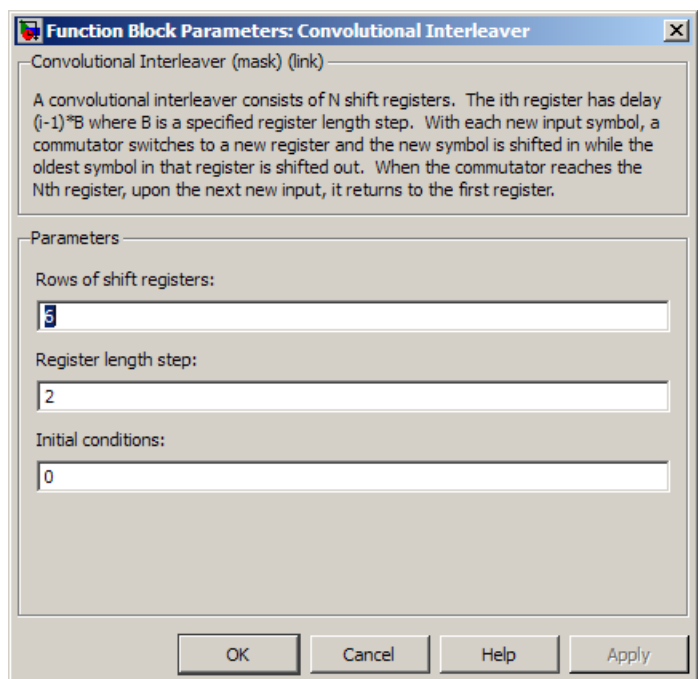 Function Block Parameters: Convolutional Interleaver
Convolutional Interleaver (mask) (link)
A convolutional interleaver consists of N shift registers.  The ith register has delay
(i-1)*B where B is a specified register length step.  With each new input symbol, a
commutator switches to a new register and the new symbol is shifted in while the
oldest symbol in that register is shifted out.  When the commutator reaches the
Nth register, upon the next new input, it returns to the first register.
Parameters
Rows of shift registers:
6
Register length step:
2
Initial conditions:
0
OK Cancel Help Apply